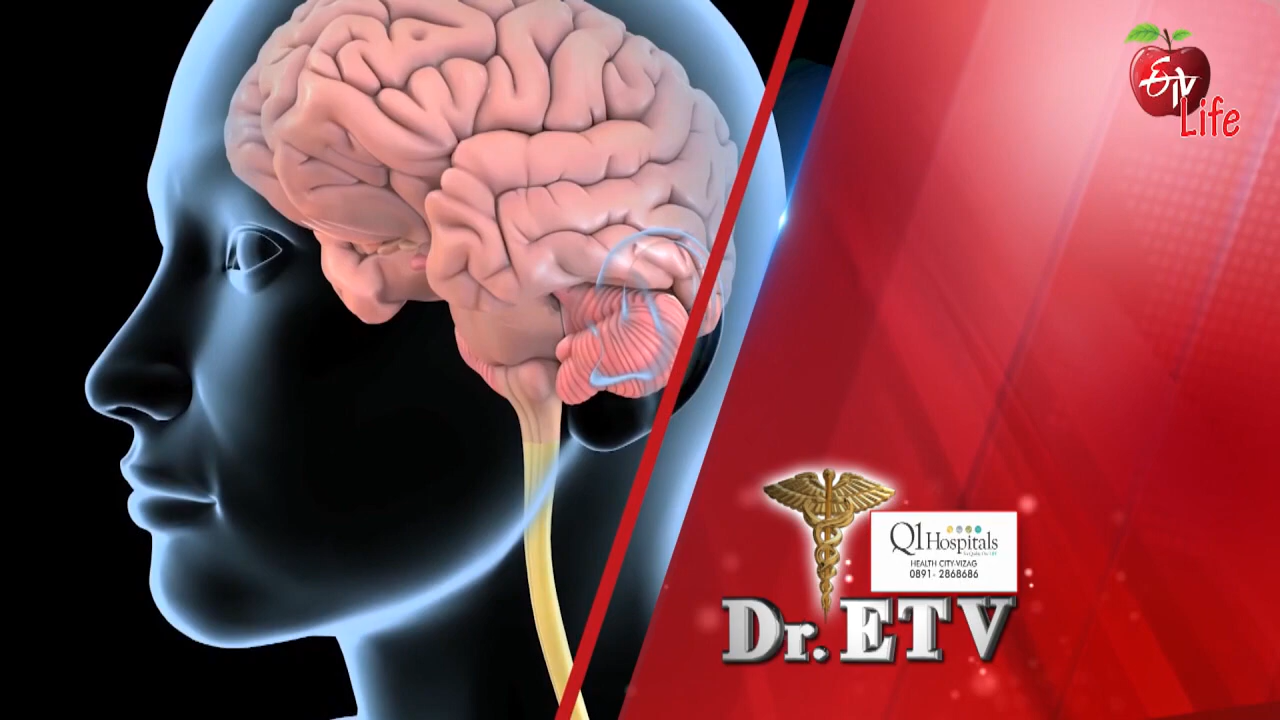 ETV
Life
Q1 Hospitals
HEALTH CITY-VIZAG
0891- 2868686
Dr. ETV